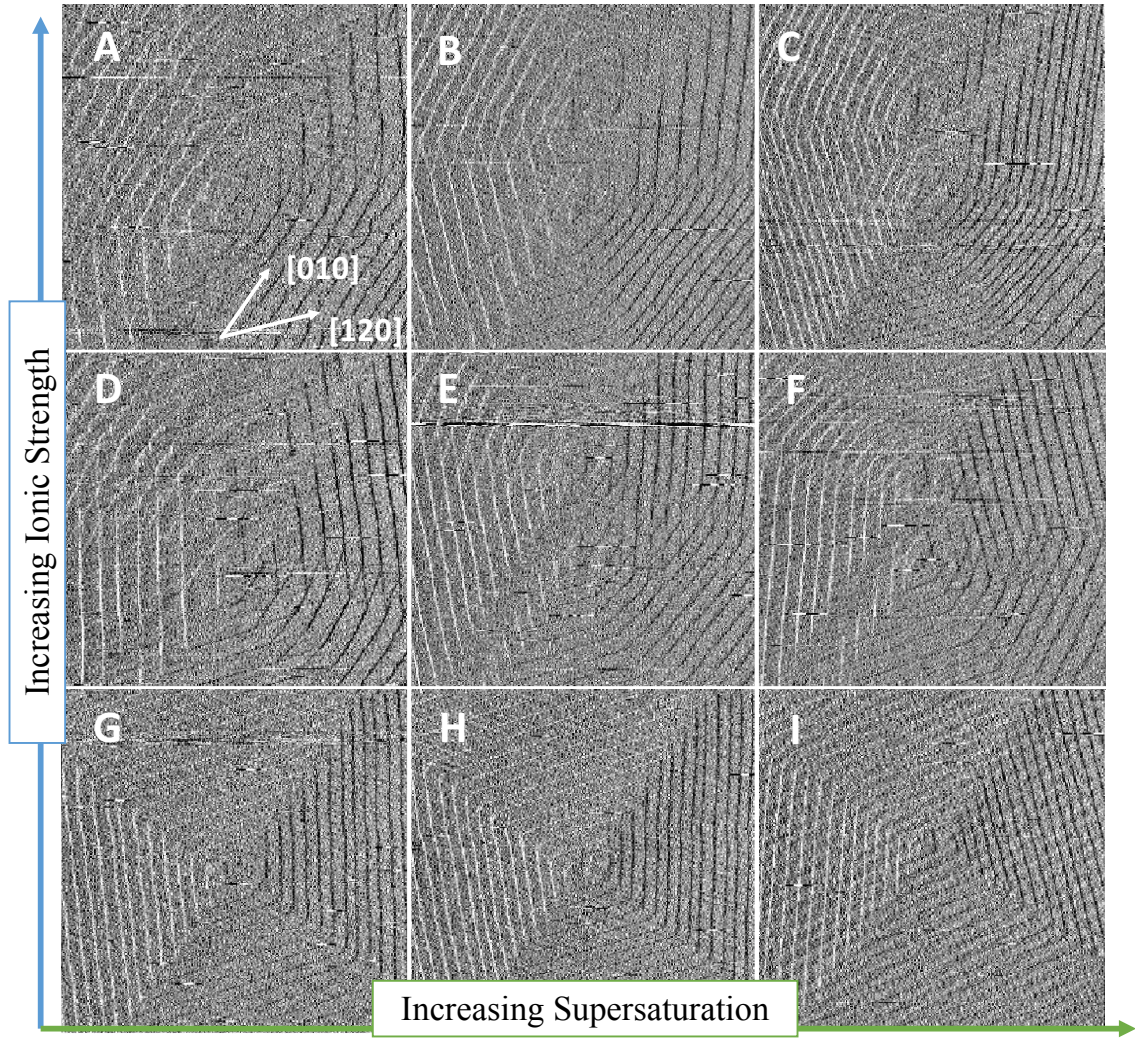 A
B
C
[010]
[120]
D
E
F
Increasing Ionic Strength
G
H
I
Increasing Supersaturation